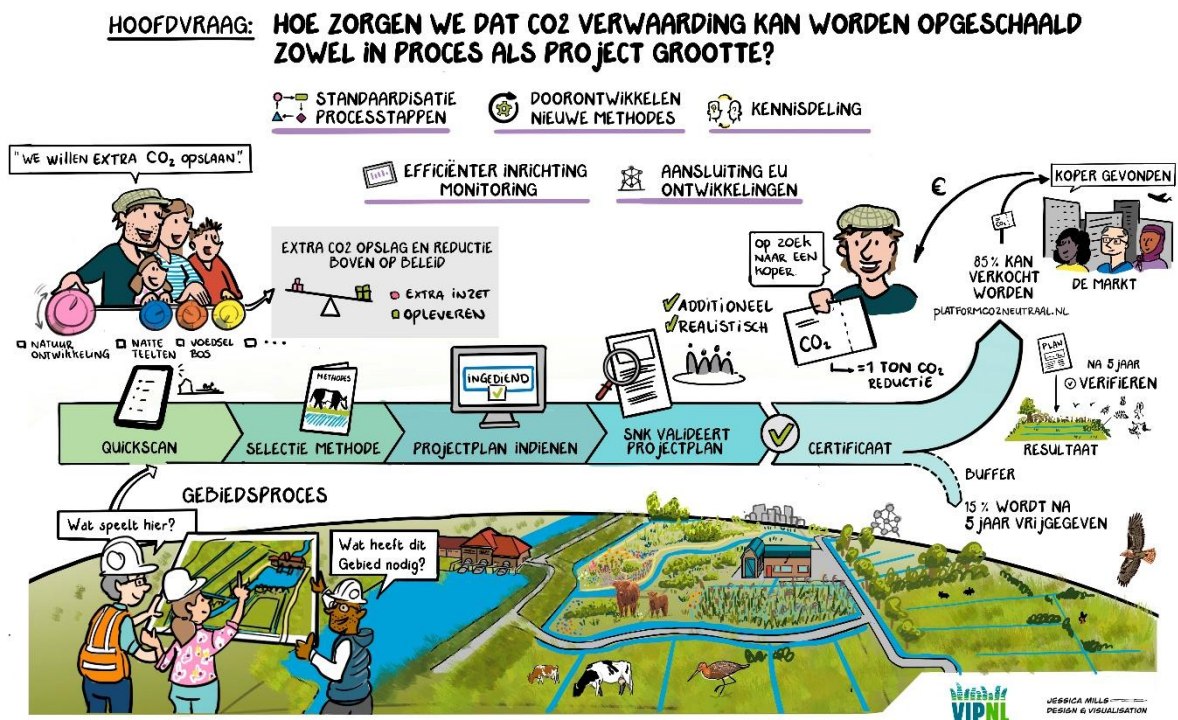 HOOFDVRAAG: HOE ZORGEN WE DAT CO2 VERWAARDING KAN WORDEN OPGESCHAALD
ZOWEL IN PROCES ALS PROJECT GROOTTE?
STANDAARDISATIE
PROCESSTAPPEN
DOORONTWIKKELEN
NIEUWE METHODES
KENNISDELING
EFFICIËNTER INRICHTING
MONITORING
AANSLUITING EU
ONTWIKKELINGEN
"WE WILLEN EXTRA CO₂ OPSLAAN."
EXTRA CO2 OPSLAG EN REDUCTIE
BOVEN OP BELEID
EXTRA INZET
OPLEVEREN
NATUUR
ONTWIKKELING
NATTE
TEELTEN
VOEDSEL
BOS
...
ADDITIONEEL
REALISTISCH
OP ZOEK
NAAR EEN
KOPER
CO₂
=1 TON CO₂
REDUCTIE
€
KOPER GEVONDEN
CO₂
DE MARKT
85% KAN
VERKOCHT
WORDEN
PLATFORMCO2NEUTRAAL.NL
PLAN
NA 5 JAAR
VERIFIEREN
RESULTAAT
METHODES
INGEDIEND
QUICKSCAN
SELECTIE METHODE
PROJECTPLAN INDIENEN
SNK VALIDEERT
PROJECTPLAN
CERTIFICAAT
BUFFER
15% WORDT NA
5 JAAR VRIJGEGEVEN
GEBIEDSPROCES
Wat speelt hier?
Wat heeft dit
Gebied nodig?
VIPNL
JESSICA MILLS
DESIGN & VISUALISATION